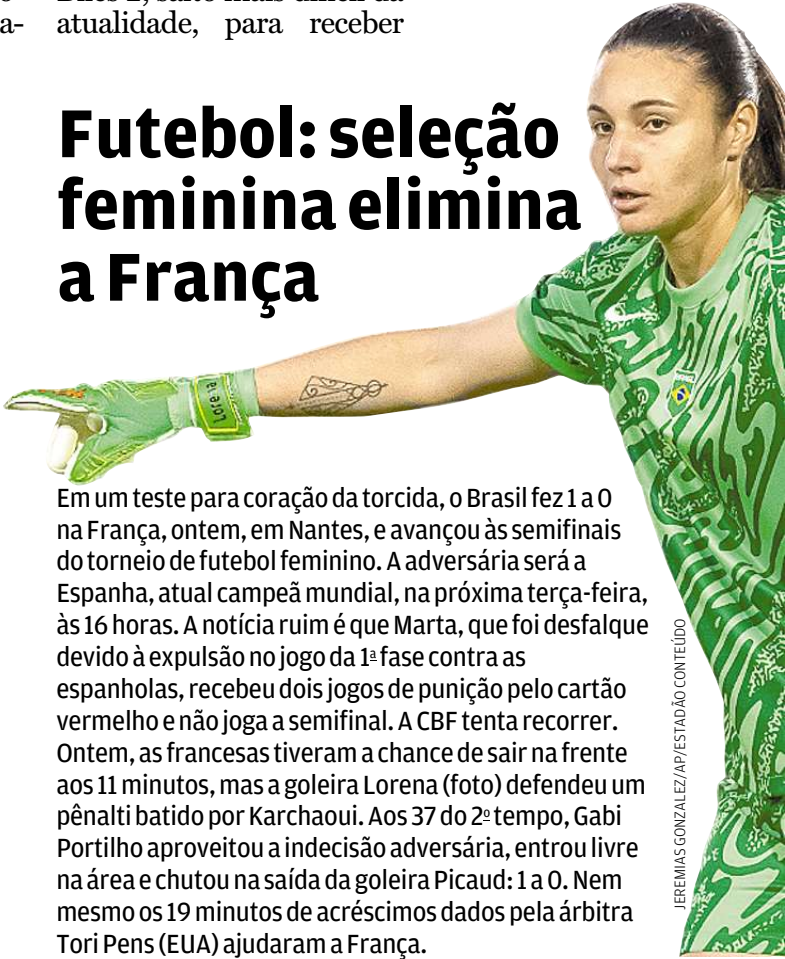 atualidade, para receber
Futebol: seleção
feminina elimina
a França
Lorena
Em um teste para coração da torcida, o Brasil fez 1 a 0
na França, ontem, em Nantes, e avançou às semifinais
do torneio de futebol feminino. A adversária será a
Espanha, atual campeã mundial, na próxima terça-feira,
às 16 horas. A notícia ruim é que Marta, que foi desfalque
devido à expulsão no jogo da 1ª fase contra as
espanholas, recebeu dois jogos de punição pelo cartão
vermelho e não joga a semifinal. A CBF tenta recorrer.
Ontem, as francesas tiveram a chance de sair na frente
aos 11 minutos, mas a goleira Lorena (foto) defendeu um
pênalti batido por Karchaoui. Aos 37 do 2º tempo, Gabi
Portilho aproveitou a indecisão adversária, entrou livre
na área e chutou na saída da goleira Picaud: 1 a 0. Nem
mesmo os 19 minutos de acréscimos dados pela árbitra
Tori Pens (EUA) ajudaram a França.
JEREMIAS GONZALEZ/AP/ESTADÃO CONTEÚDO